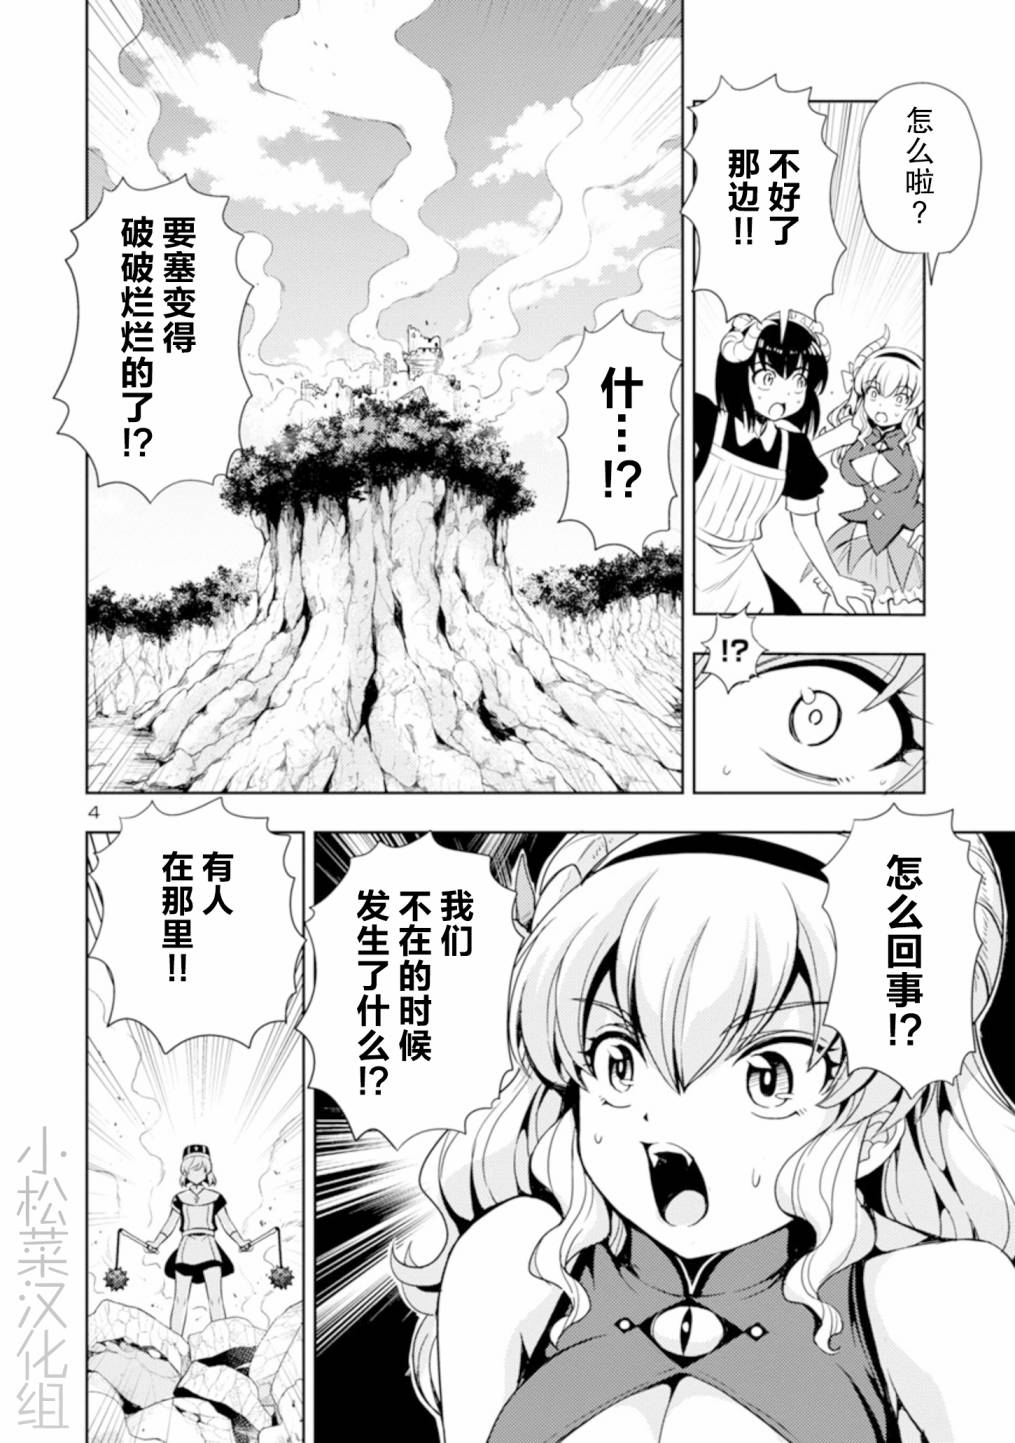 怎么啦？
不好了
那边!!
!?
什…!?
要塞变得
破破烂烂的了!?
怎么回事!?
我们
不在的时候
发生了什么!?
有人
在那里!!
4
小松菜汉化组